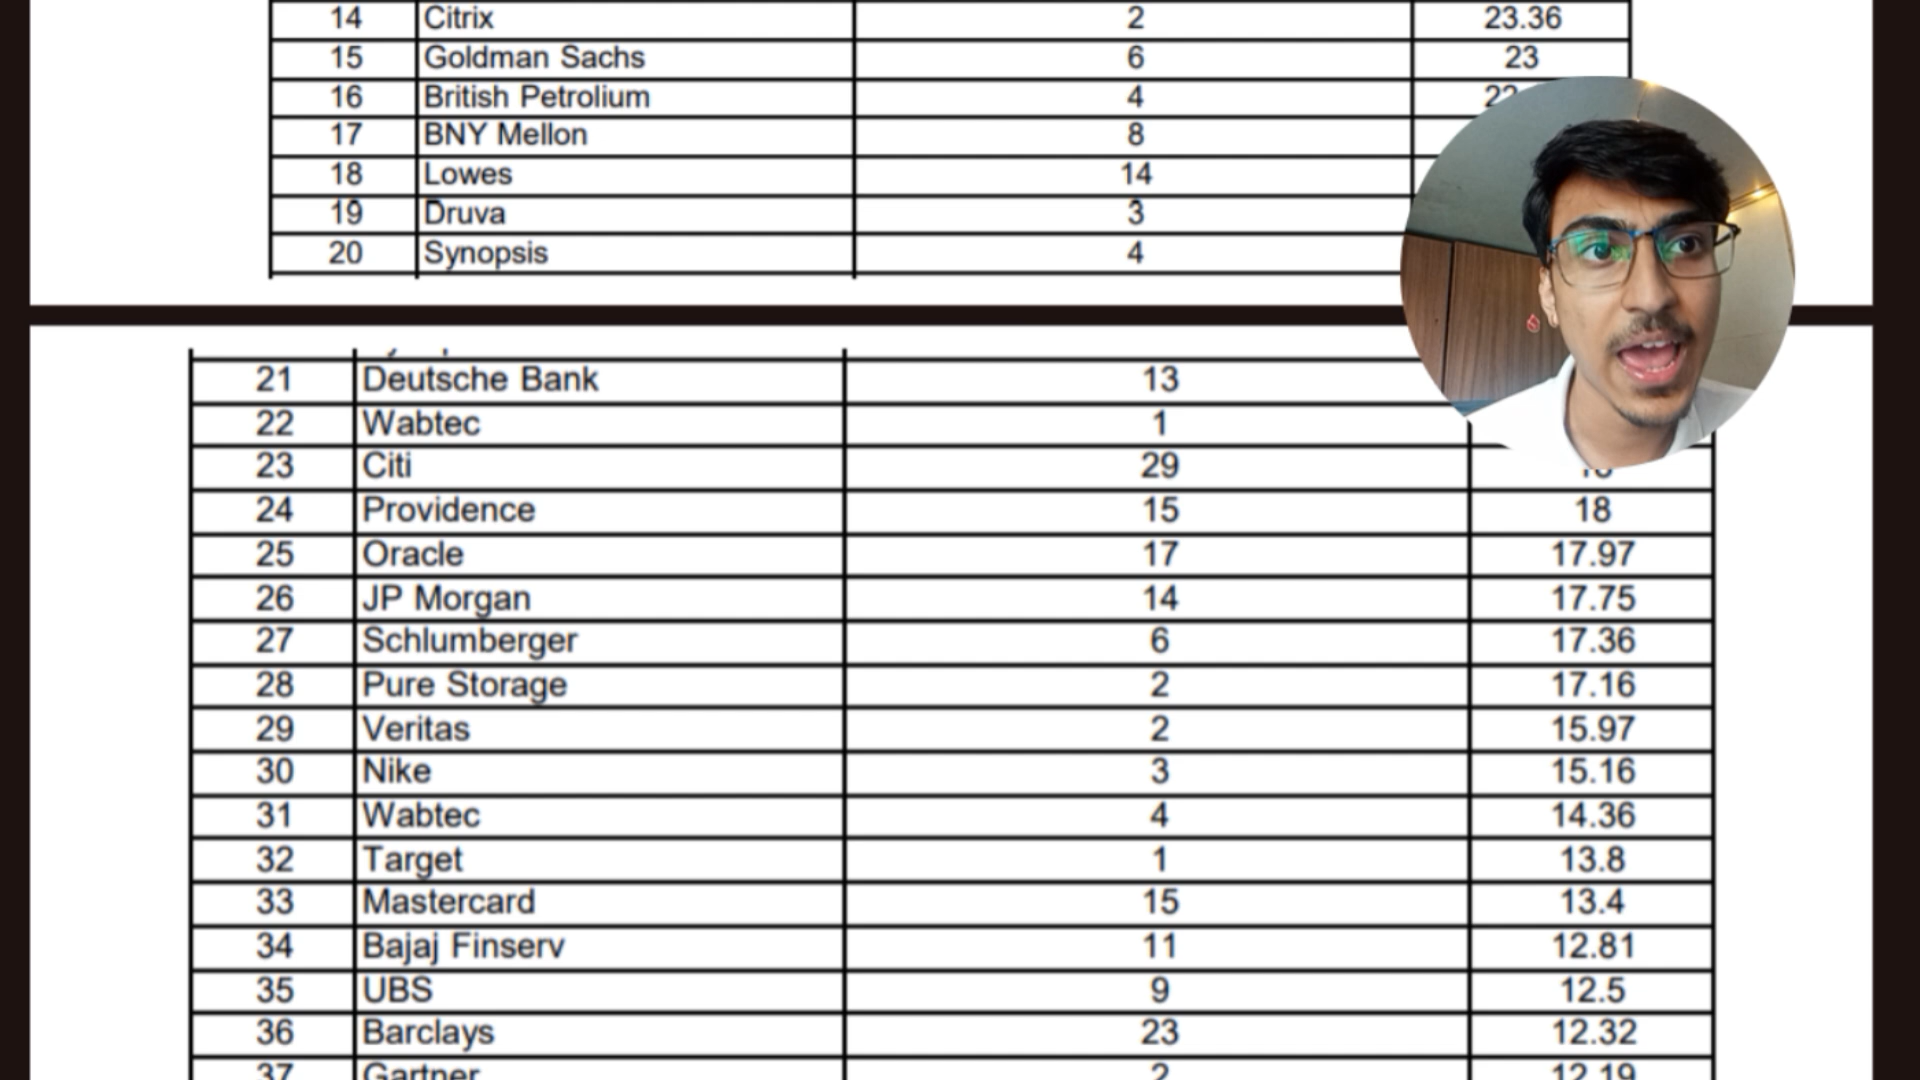 14 Citrix 2 23.36
15 Goldman Sachs 6 23
16 British Petrolium 4
17 BNY Mellon 8
18 Lowes 14
19 Druva 3
20 Synopsis 4
21 Deutsche Bank 13
22 Wabtec 1
23 Citi 29
24 Providence 15 18
25 Oracle 17 17.97
26 JP Morgan 14 17.75
27 Schlumberger 6 17.36
28 Pure Storage 2 17.16
29 Veritas 2 15.97
30 Nike 3 15.16
31 Wabtec 4 14.36
32 Target 1 13.8
33 Mastercard 15 13.4
34 Bajaj Finserv 11 12.81
35 UBS 9 12.5
36 Barclays 23 12.32
37 Gartner 2 12.19